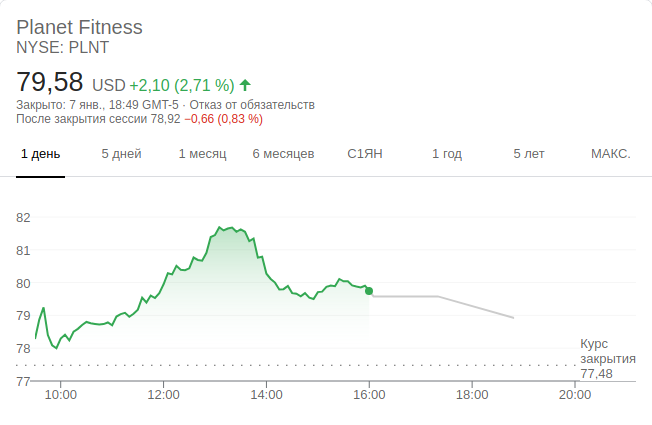 Planet Fitness
NYSE: PLNT
79,58 USD +2,10 (2,71 %)
Закрыто: 7 янв., 18:49 GMT-5 · Отказ от обязательств
После закрытия сессии 78,92 −0,66 (0,83 %)
1 день 5 дней 1 месяц 6 месяцев С1ЯН 1 год 5 лет МАКС.
82
81
80
79
78
Курс
закрытия
77,48
77
10:00 12:00 14:00 16:00 18:00 20:00